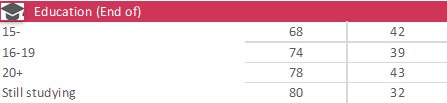 Education (End of)
15- 68 42
16-19 74 39
20+ 78 43
Still studying 80 32